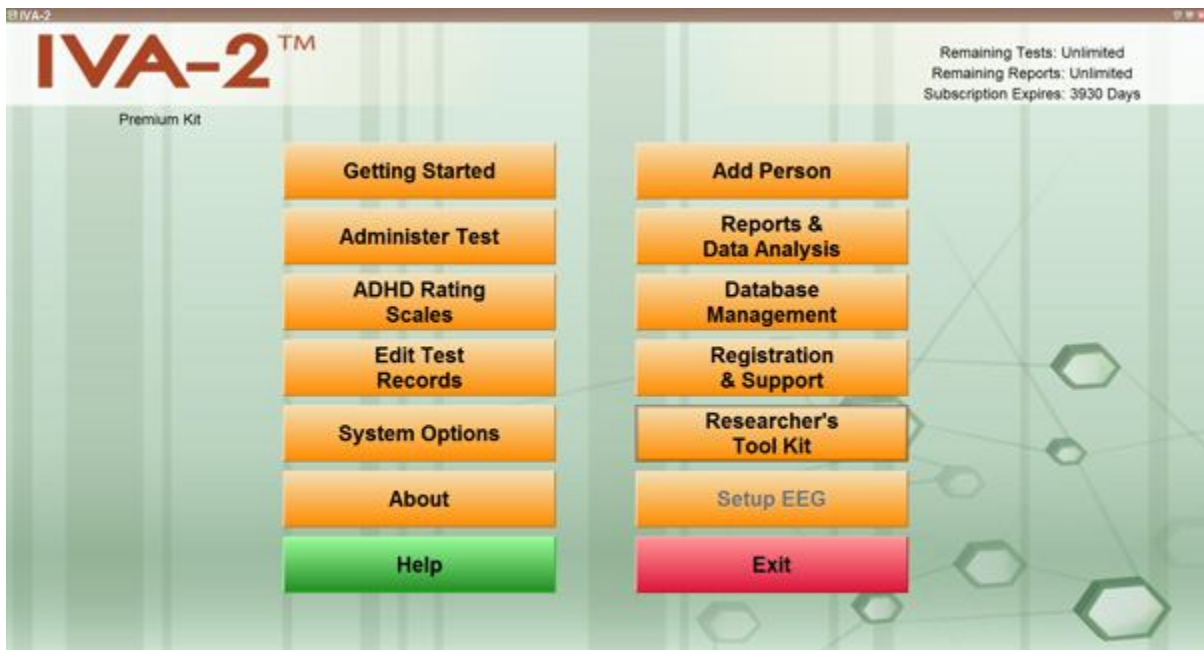 IVA-2
IVA-2™
Premium Kit
Remaining Tests: Unlimited
Remaining Reports: Unlimited
Subscription Expires: 3930 Days
Getting Started
Add Person
Administer Test
Reports &
Data Analysis
ADHD Rating
Scales
Database
Management
Edit Test
Records
Registration
& Support
System Options
Researcher's
Tool Kit
About
Setup EEG
Help
Exit